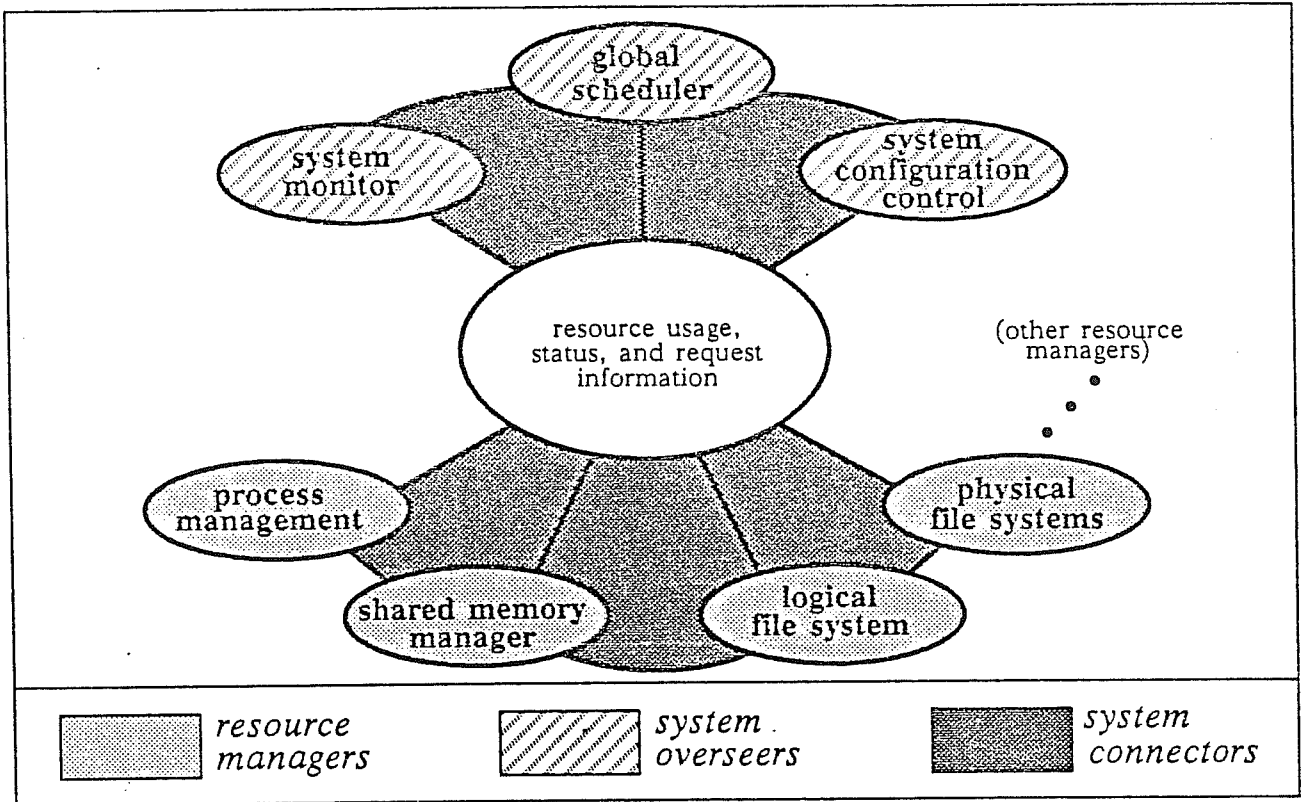 global
scheduler
system
monitor
system
configuration
control
resource usage,
status, and request
information
(other resource
managers)
process
management
physical
file systems
shared memory
manager
logical
file system
resource
managers
system
overseers
system
connectors